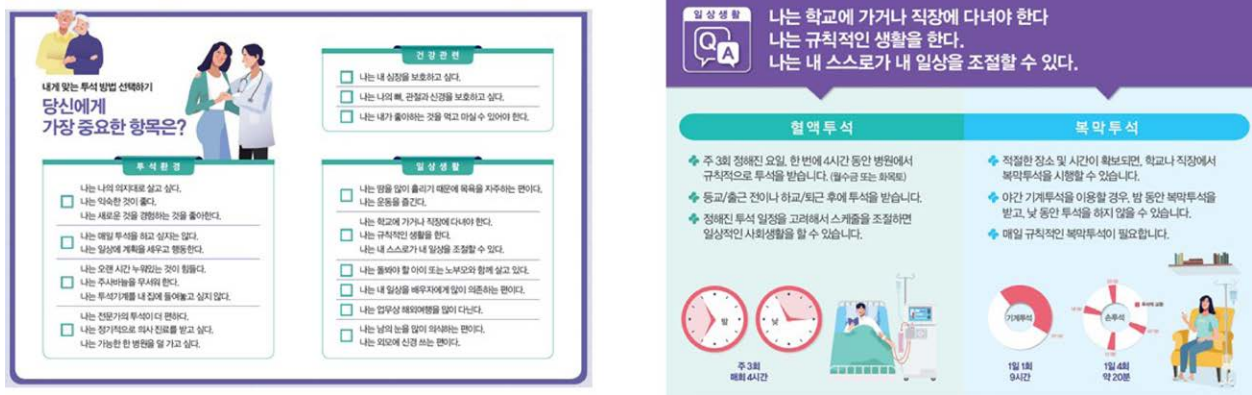 내게 맞는 투석 방법 선택하기
당신에게
가장 중요한 항목은?
투석환경
나는 나의 의지대로 살고 싶다.
나는 익숙한 것이 좋다.
나는 새로운 것을 경험하는 것을 좋아한다.
나는 매일 투석을 하고 싶지는 않다.
나는 일상에 계획을 세우고 행동한다.
나는 오랜 시간 누워있는 것이 힘들다.
나는 주사바늘을 무서워 한다.
나는 투석기계를 내 집에 들여놓고 싶지 않다.
나는 전문가의 투석이 더 편하다.
나는 정기적으로 의사 진료를 받고 싶다.
나는 가능한 한 병원을 덜 가고 싶다.
건강관련
나는 내 심장을 보호하고 싶다.
나는 나의 뼈, 관절과 신경을 보호하고 싶다.
나는 내가 좋아하는 것을 먹고 마실 수 있어야 한다.
일상생활
나는 땀을 많이 흘리기 때문에 목욕을 자주하는 편이다.
나는 운동을 즐긴다.
나는 학교에 가거나 직장에 다녀야 한다.
나는 규칙적인 생활을 한다.
나는 내 스스로가 내 일상을 조절할 수 있다.
나는 돌봐야 할 아이 또는 노부모와 함께 살고 있다.
나는 내 일상을 배우자에게 많이 의존하는 편이다.
나는 업무상 해외여행을 많이 다닌다.
나는 남의 눈을 많이 의식하는 편이다.
나는 외모에 신경 쓰는 편이다.
일상생활
Q A
나는 학교에 가거나 직장에 다녀야 한다
나는 규칙적인 생활을 한다.
나는 내 스스로가 내 일상을 조절할 수 있다.
혈액투석
주 3회 정해진 요일, 한 번에 4시간 동안 병원에서
규칙적으로 투석을 받습니다. (월수금 또는 화목토)
등교/출근 전이나 하교/퇴근 후에 투석을 받습니다.
정해진 투석 일정을 고려해서 스케줄을 조절하면
일상적인 사회생활을 할 수 있습니다.
밤
낮
주 3회
매회 4시간
복막투석
적절한 장소 및 시간이 확보되면, 학교나 직장에서
복막투석을 시행할 수 있습니다.
야간 기계투석을 이용할 경우, 밤 동안 복막투석을
받고, 낮 동안 투석을 하지 않을 수 있습니다.
매일 규칙적인 복막투석이 필요합니다.
기계투석
손투석
1일 1회
9시간
1일 4회
약 20분